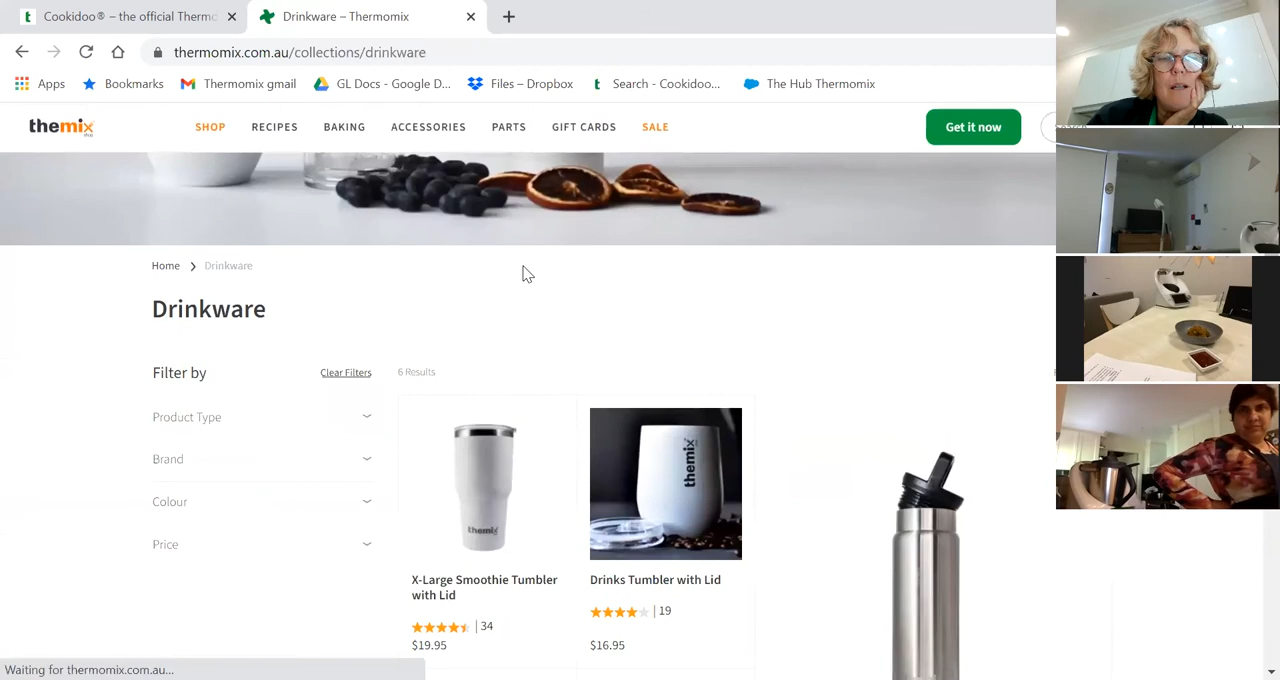 Cookidoo® – the official Thermo
Drinkware – Thermomix
thermomix.com.au/collections/drinkware
Apps
Bookmarks
Thermomix gmail
GL Docs - Google D...
Files – Dropbox
Search - Cookidoo...
The Hub Thermomix
themix
shop
SHOP
RECIPES
BAKING
ACCESSORIES
PARTS
GIFT CARDS
SALE
Get it now
Home
Drinkware
Drinkware
Filter by
Clear Filters
6 Results
Product Type
Brand
Colour
Price
themix
themix
X-Large Smoothie Tumbler
with Lid
Drinks Tumbler with Lid
| 34
| 19
$19.95
$16.95
Waiting for thermomix.com.au...